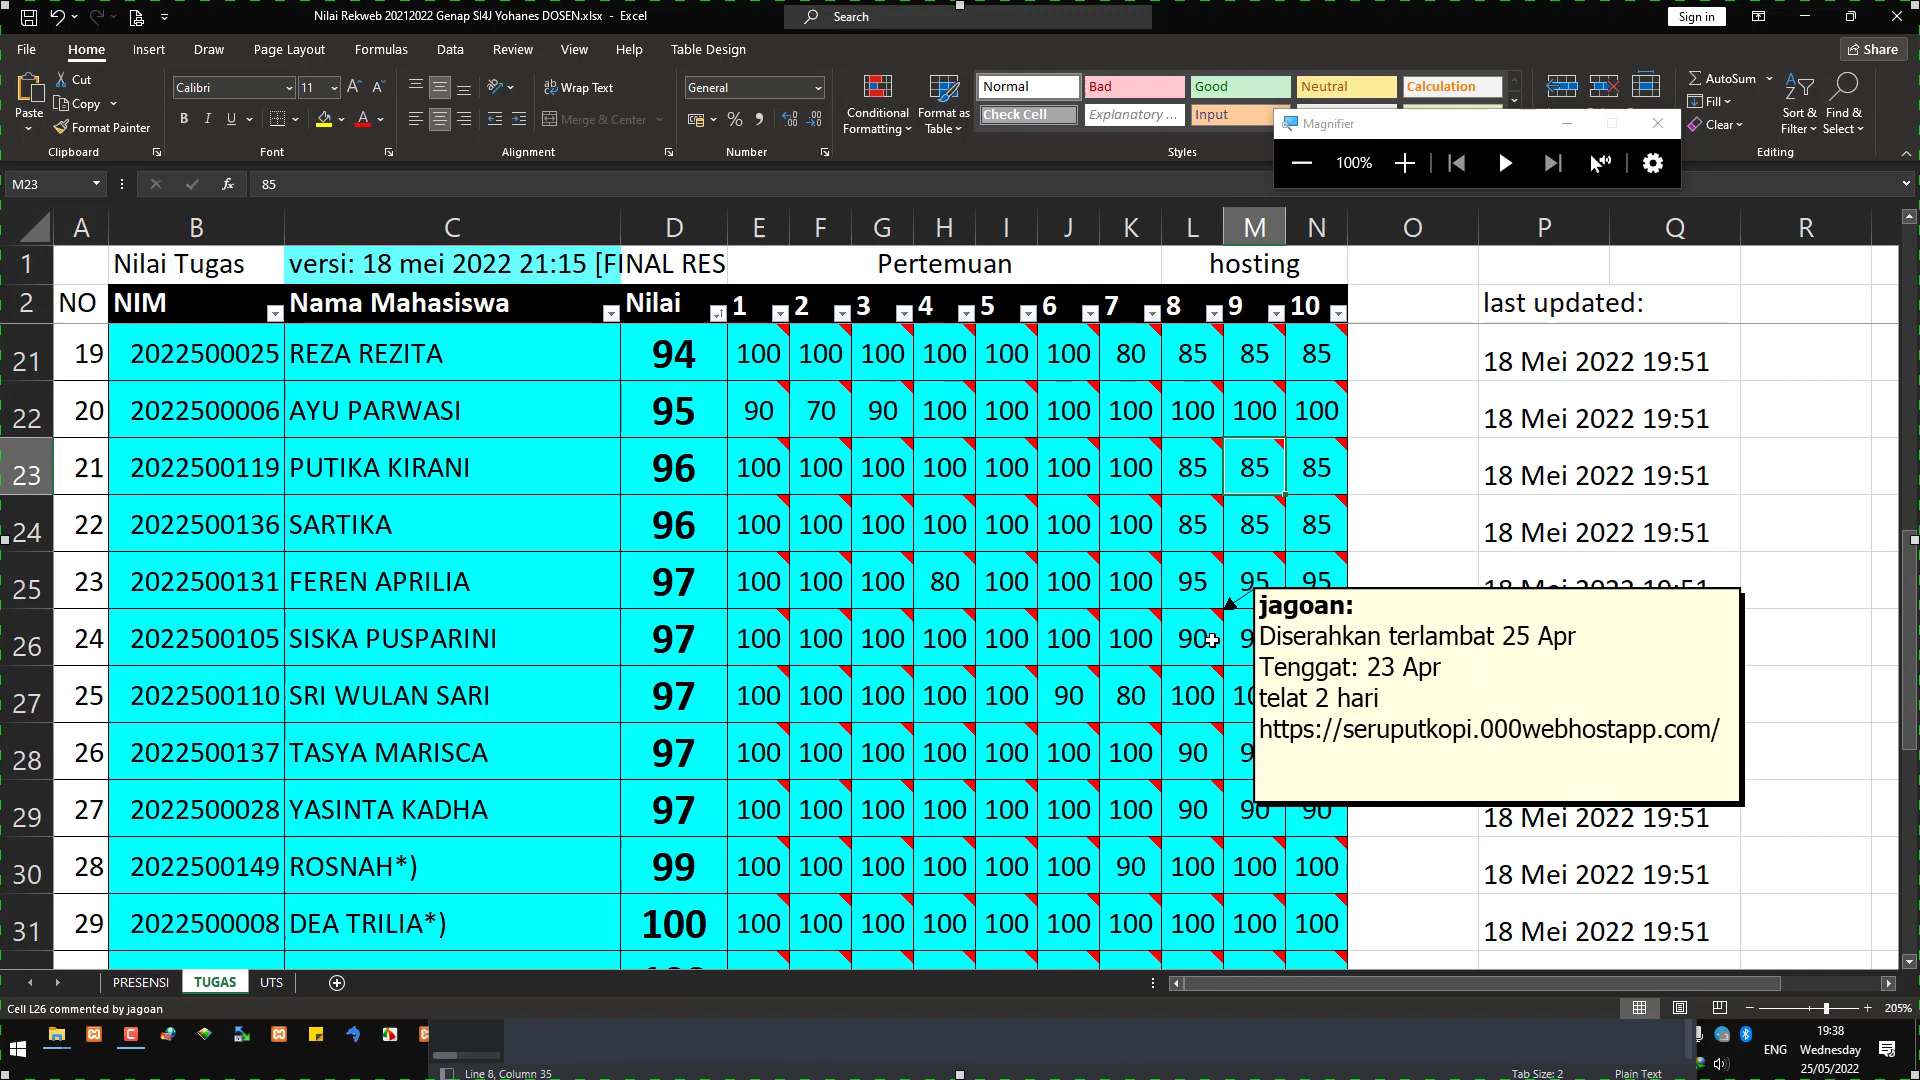 Nilai Rekweb 20212022 Genap SI4J Yohanes DOSEN.xlsx - Excel
Search
Sign in
File Home Insert Draw Page Layout Formulas Data Review View Help Table Design
Share
Paste
Cut
Copy
Format Painter
Clipboard
Calibri 11
Font
Wrap Text
Merge & Center
Alignment
General
Number
Conditional Formatting
Format as Table
Normal Bad Good Neutral Calculation
Check Cell Explanatory ... Input
Styles
AutoSum
Fill
Clear
Sort & Filter
Find & Select
Editing
Magnifier
100%
M23 fx 85
A B C D E F G H I J K L M N O P Q R
1 Nilai Tugas versi: 18 mei 2022 21:15 [FINAL RES Pertemuan hosting
2 NO NIM Nama Mahasiswa Nilai 1 2 3 4 5 6 7 8 9 10 last updated:
21 19 2022500025 REZA REZITA 94 100 100 100 100 100 100 80 85 85 85 18 Mei 2022 19:51
22 20 2022500006 AYU PARWASI 95 90 70 90 100 100 100 100 100 100 100 18 Mei 2022 19:51
23 21 2022500119 PUTIKA KIRANI 96 100 100 100 100 100 100 100 85 85 85 18 Mei 2022 19:51
24 22 2022500136 SARTIKA 96 100 100 100 100 100 100 100 85 85 85 18 Mei 2022 19:51
25 23 2022500131 FEREN APRILIA 97 100 100 100 80 100 100 100 95 95 95 18 Mei 2022 19:51
26 24 2022500105 SISKA PUSPARINI 97 100 100 100 100 100 100 100 90 9
27 25 2022500110 SRI WULAN SARI 97 100 100 100 100 100 90 80 100 10
28 26 2022500137 TASYA MARISCA 97 100 100 100 100 100 100 100 90 9
29 27 2022500028 YASINTA KADHA 97 100 100 100 100 100 100 100 90 90 90 18 Mei 2022 19:51
30 28 2022500149 ROSNAH*) 99 100 100 100 100 100 100 90 100 100 100 18 Mei 2022 19:51
31 29 2022500008 DEA TRILIA*) 100 100 100 100 100 100 100 100 100 100 100 18 Mei 2022 19:51
jagoan:
Diserahkan terlambat 25 Apr
Tenggat: 23 Apr
telat 2 hari
https://seruputkopi.000webhostapp.com/
PRESENSI TUGAS UTS
Cell L26 commented by jagoan
205%
Line 8, Column 35
Tab Size: 2
Plain Text
ENG
19:38
Wednesday
25/05/2022